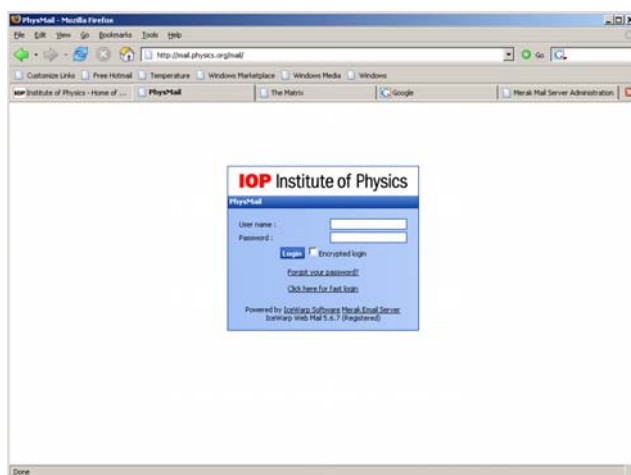 PhysMail - Mozilla Firefox
File Edit View Go Bookmarks Tools Help
http://mail.physics.org/mail/ Go
Customize Links Free Hotmail Temperature Windows Marketplace Windows Media Windows
IOP Institute of Physics - Home of ... PhysMail The Matrix Google Merak Mail Server Administration
IOP Institute of Physics
PhysMail
User name :
Password :
Login Encrypted login
Forgot your password?
Click here for fast login
Powered by IceWarp Software Merak Email Server
IceWarp Web Mail 5.6.7 (Registered)
Done